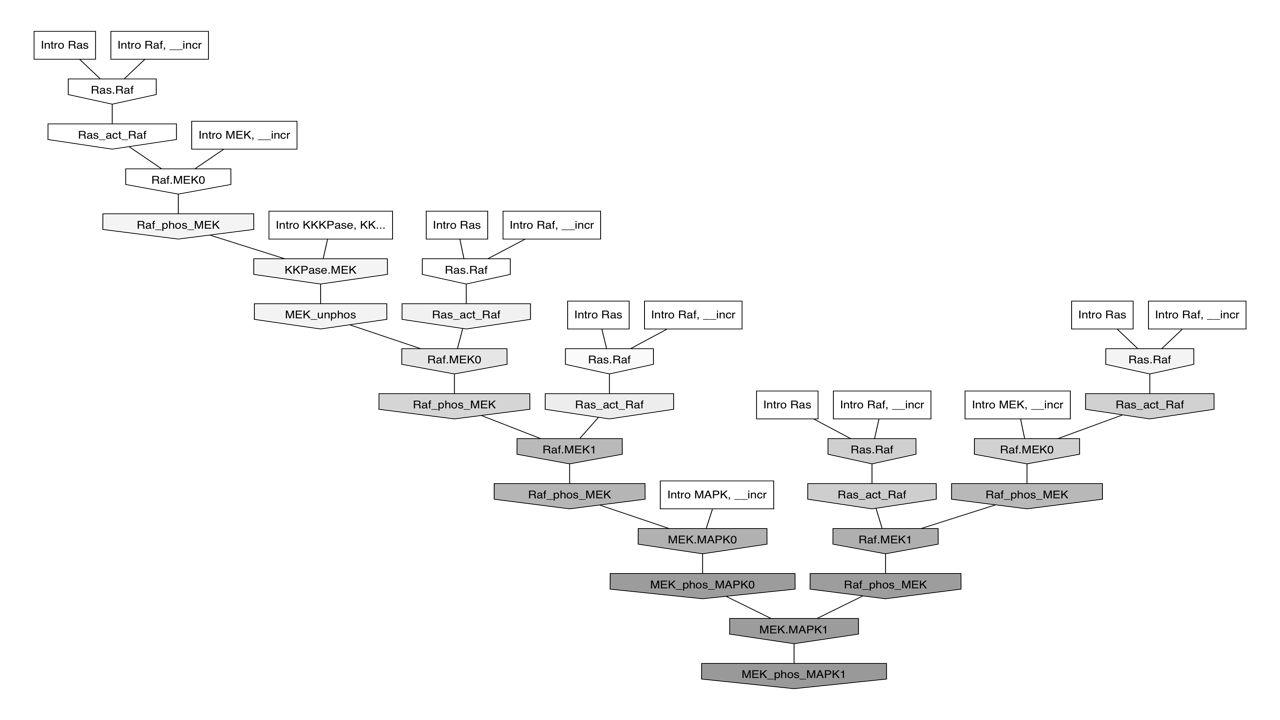 Intro Ras
Intro Raf, __incr
Ras.Raf
Ras_act_Raf
Intro MEK, __incr
Raf.MEK0
Raf_phos_MEK
Intro KKKPase, KK...
Intro Ras
Intro Raf, __incr
KKPase.MEK
Ras.Raf
MEK_unphos
Ras_act_Raf
Intro Ras
Intro Raf, __incr
Intro Ras
Intro Raf, __incr
Raf.MEK0
Ras.Raf
Ras.Raf
Raf_phos_MEK
Ras_act_Raf
Intro Ras
Intro Raf, __incr
Intro MEK, __incr
Ras_act_Raf
Raf.MEK1
Ras.Raf
Raf.MEK0
Raf_phos_MEK
Intro MAPK, __incr
Ras_act_Raf
Raf_phos_MEK
MEK.MAPK0
Raf.MEK1
MEK_phos_MAPK0
Raf_phos_MEK
MEK.MAPK1
MEK_phos_MAPK1